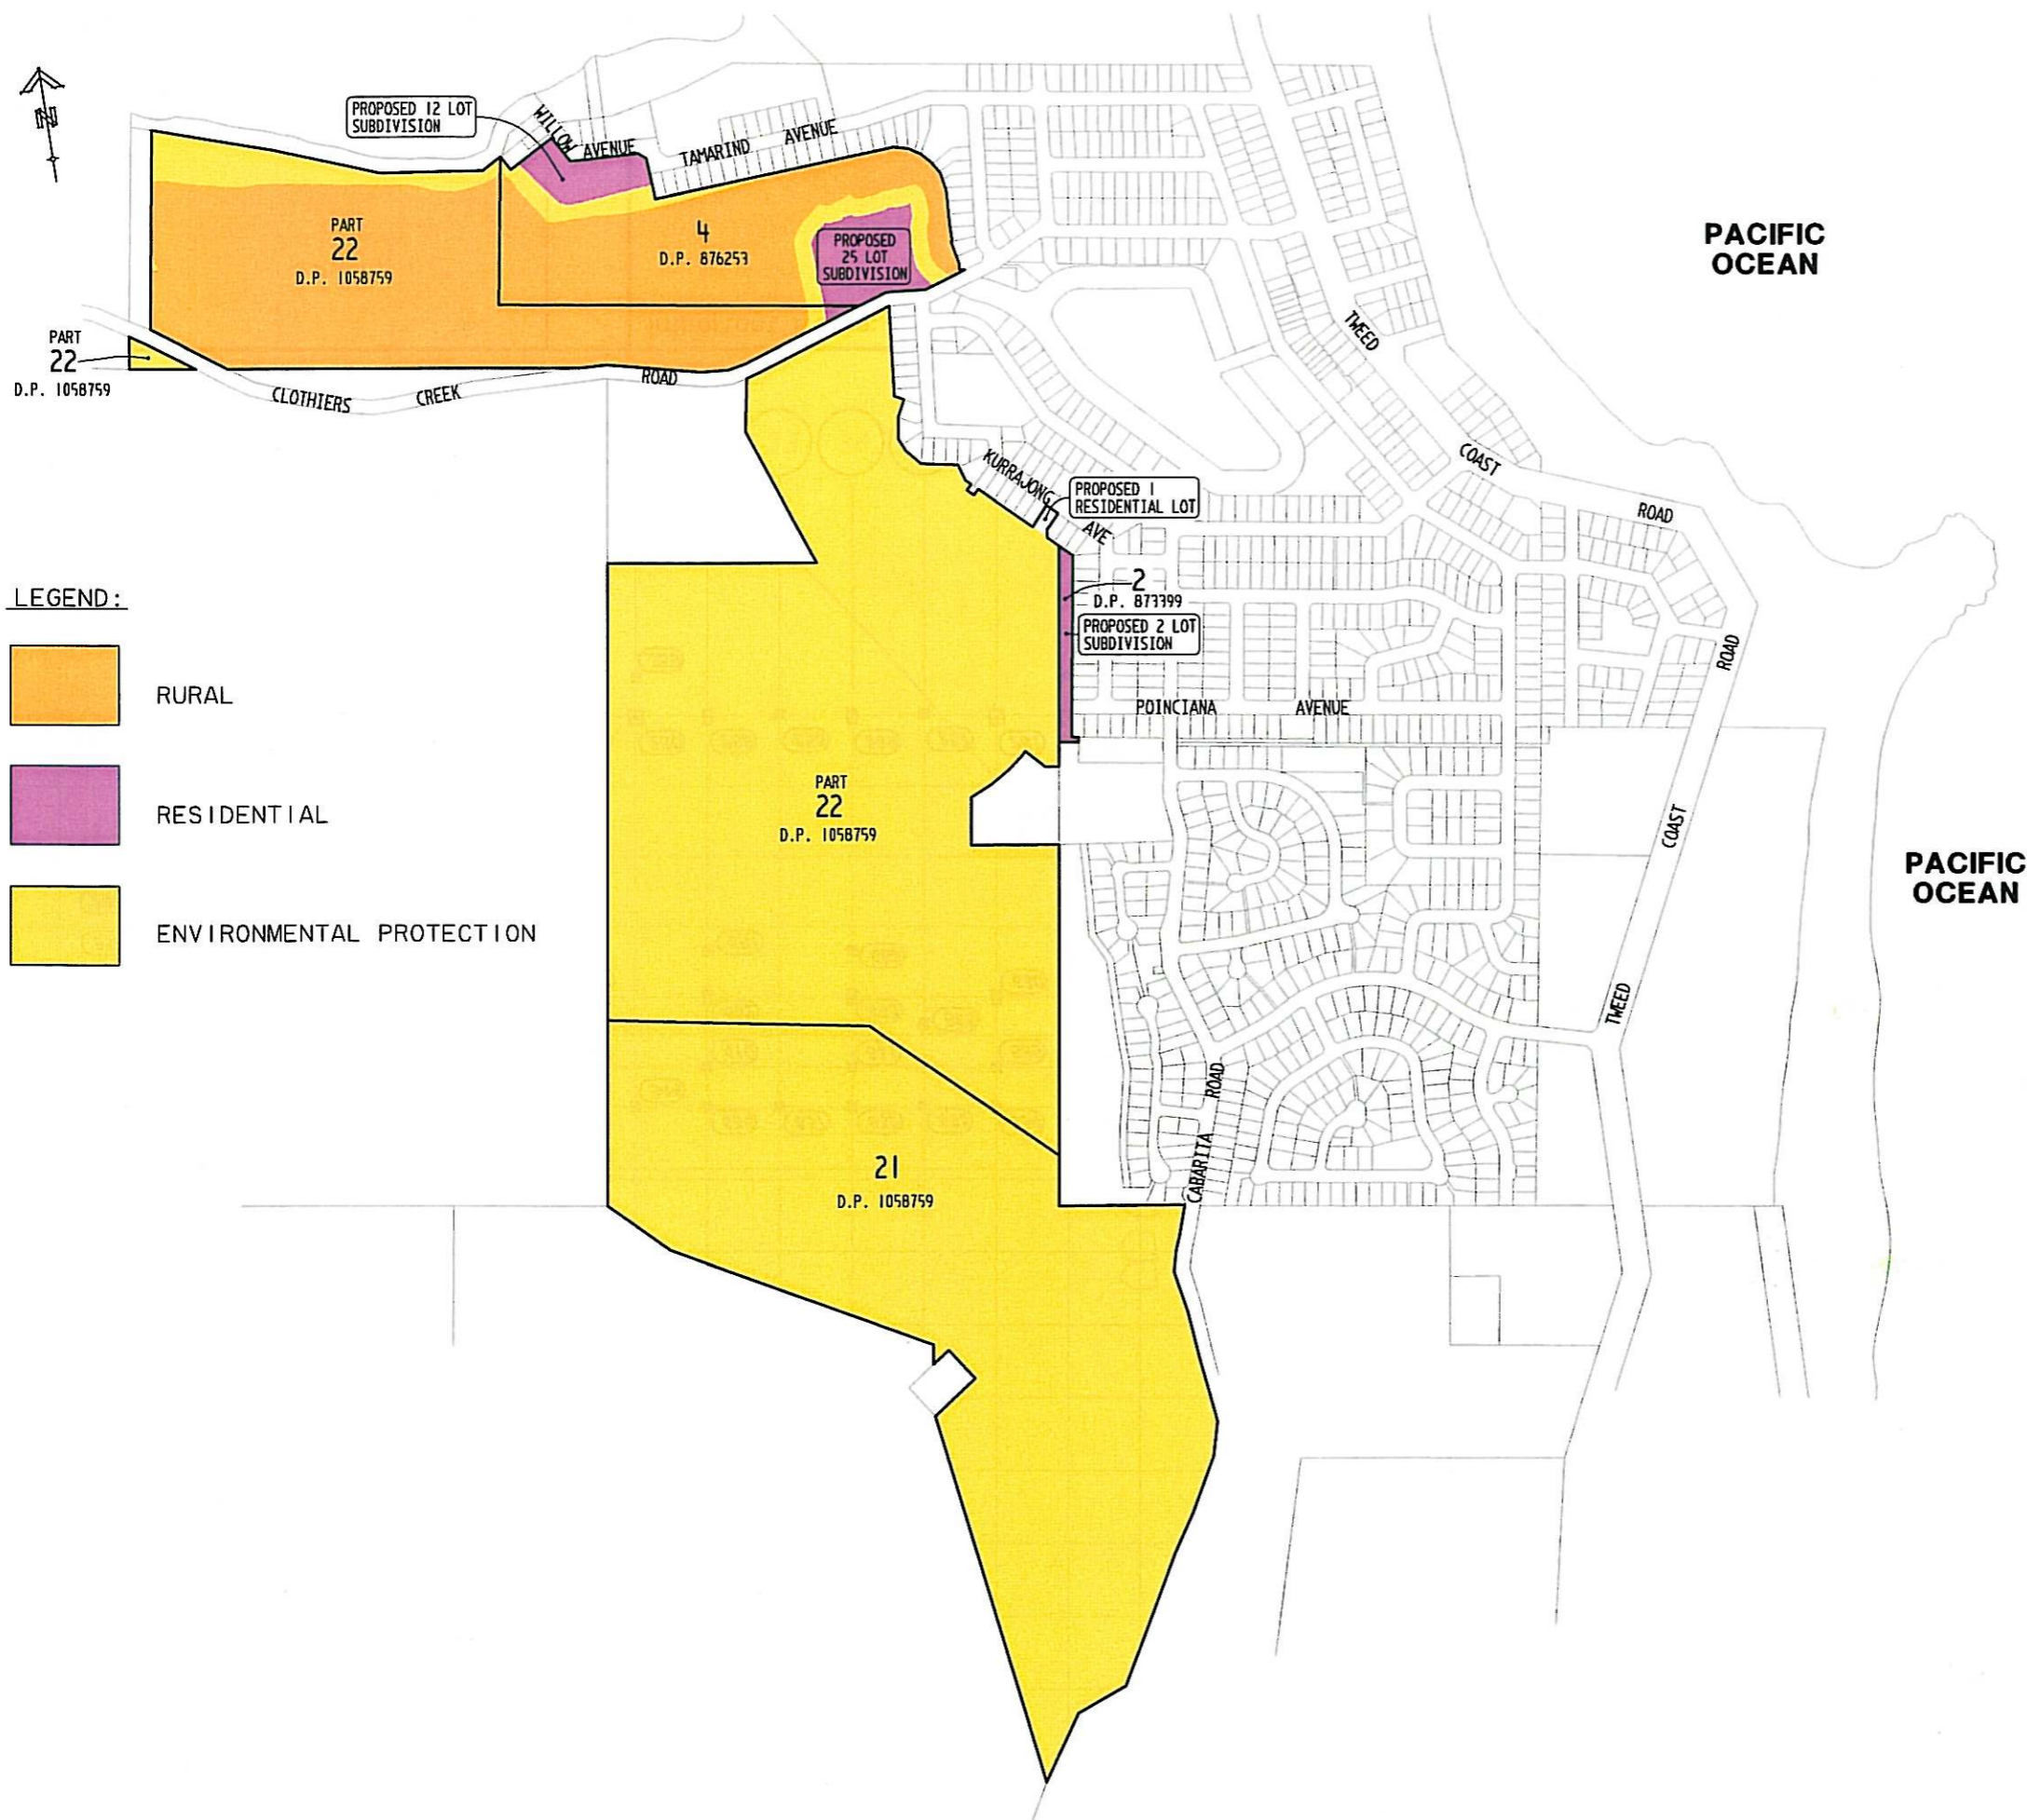 N
PROPOSED 12 LOT
SUBDIVISION
WILLOW
AVENUE
TAMARIND
AVENUE
PART
22
D.P. 1058759
4
D.P. 876253
PROPOSED
25 LOT
SUBDIVISION
PACIFIC
OCEAN
PART
22
D.P. 1058759
CLOTHIERS
CREEK
ROAD
TWEED
COAST
ROAD
KURRAJONG
AVE
PROPOSED 1
RESIDENTIAL LOT
2
D.P. 873399
PROPOSED 2 LOT
SUBDIVISION
POINCIANA
AVENUE
ROAD
COAST
TWEED
LEGEND:
RURAL
RESIDENTIAL
ENVIRONMENTAL PROTECTION
PART
22
D.P. 1058759
PACIFIC
OCEAN
21
D.P. 1058759
CABARITA
ROAD